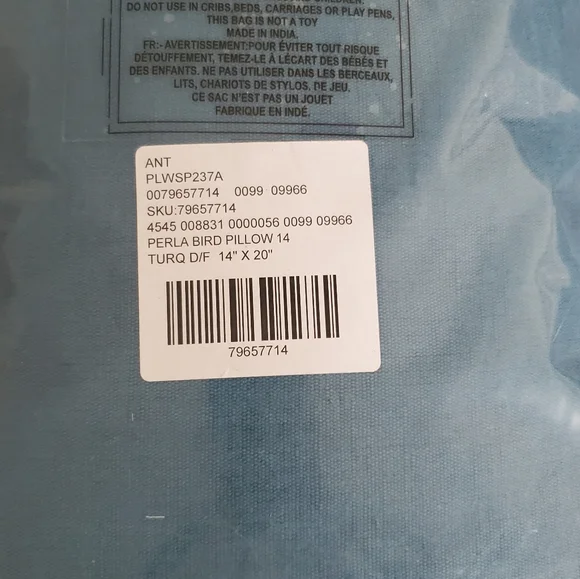 DO NOT USE IN CRIBS,BEDS, CARRIAGES OR PLAY PENS,
THIS BAG IS NOT A TOY
MADE IN INDIA.
FR:- AVERTISSEMENT:POUR ÉVITER TOUT RISQUE
DÉTOUFFEMENT, TEMEZ-LE À LÉCART DES BÉBÉS ET
DES ENFANTS. NE PAS UTILISER DANS LES BERCEAUX,
LITS, CHARIOTS DE STYLOS, DE JEU.
CE SAC N'EST PAS UN JOUET
FABRIQUE EN INDÉ.
ANT
PLWSP237A
0079657714 0099 09966
SKU:79657714
4545 008831 0000056 0099 09966
PERLA BIRD PILLOW 14
TURQ D/F 14" X 20"
79657714